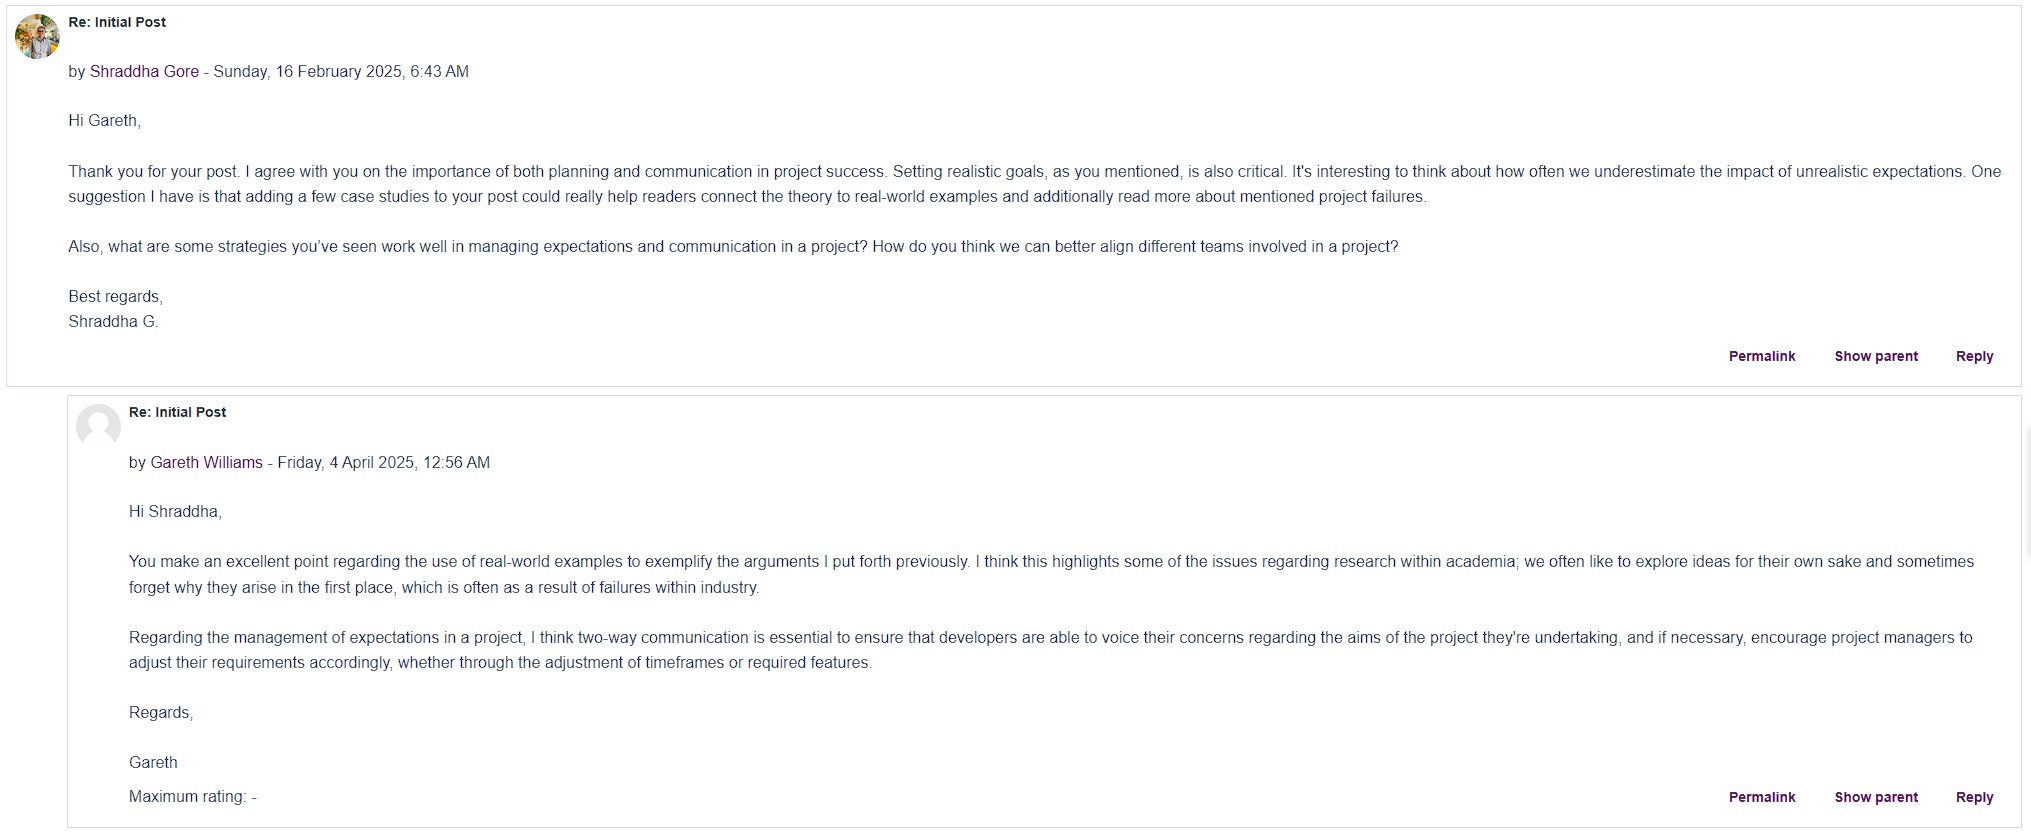 Re: Initial Post
by Shraddha Gore - Sunday, 16 February 2025, 6:43 AM
Hi Gareth,
Thank you for your post. I agree with you on the importance of both planning and communication in project success. Setting realistic goals, as you mentioned, is also critical. It's interesting to think about how often we underestimate the impact of unrealistic expectations. One
suggestion I have is that adding a few case studies to your post could really help readers connect the theory to real-world examples and additionally read more about mentioned project failures.
Also, what are some strategies you’ve seen work well in managing expectations and communication in a project? How do you think we can better align different teams involved in a project?
Best regards,
Shraddha G.
Permalink Show parent Reply
Re: Initial Post
by Gareth Williams - Friday, 4 April 2025, 12:56 AM
Hi Shraddha,
You make an excellent point regarding the use of real-world examples to exemplify the arguments I put forth previously. I think this highlights some of the issues regarding research within academia; we often like to explore ideas for their own sake and sometimes
forget why they arise in the first place, which is often as a result of failures within industry.
Regarding the management of expectations in a project, I think two-way communication is essential to ensure that developers are able to voice their concerns regarding the aims of the project they're undertaking, and if necessary, encourage project managers to
adjust their requirements accordingly, whether through the adjustment of timeframes or required features.
Regards,
Gareth
Maximum rating: -
Permalink Show parent Reply